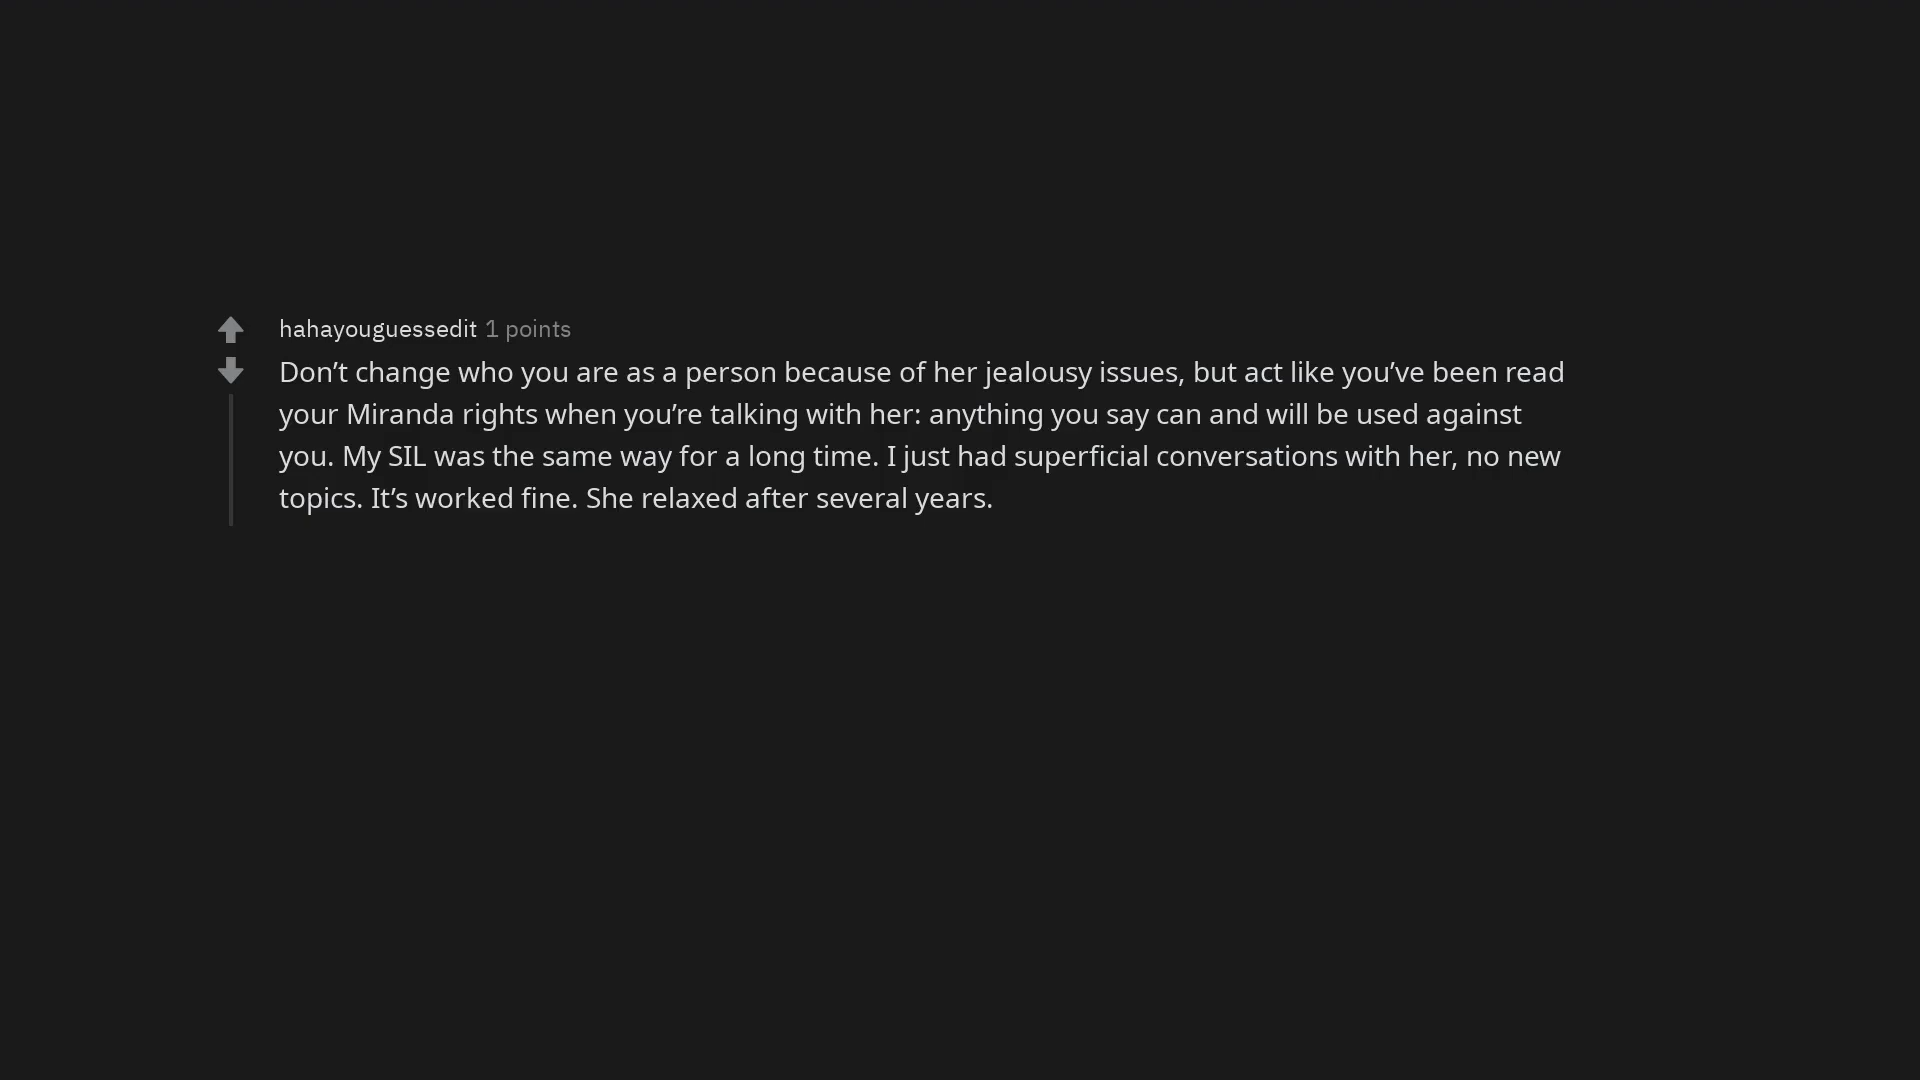 hahayouguessedit 1 points
Don’t change who you are as a person because of her jealousy issues, but act like you’ve been read
your Miranda rights when you’re talking with her: anything you say can and will be used against
you. My SIL was the same way for a long time. I just had superficial conversations with her, no new
topics. It’s worked fine. She relaxed after several years.